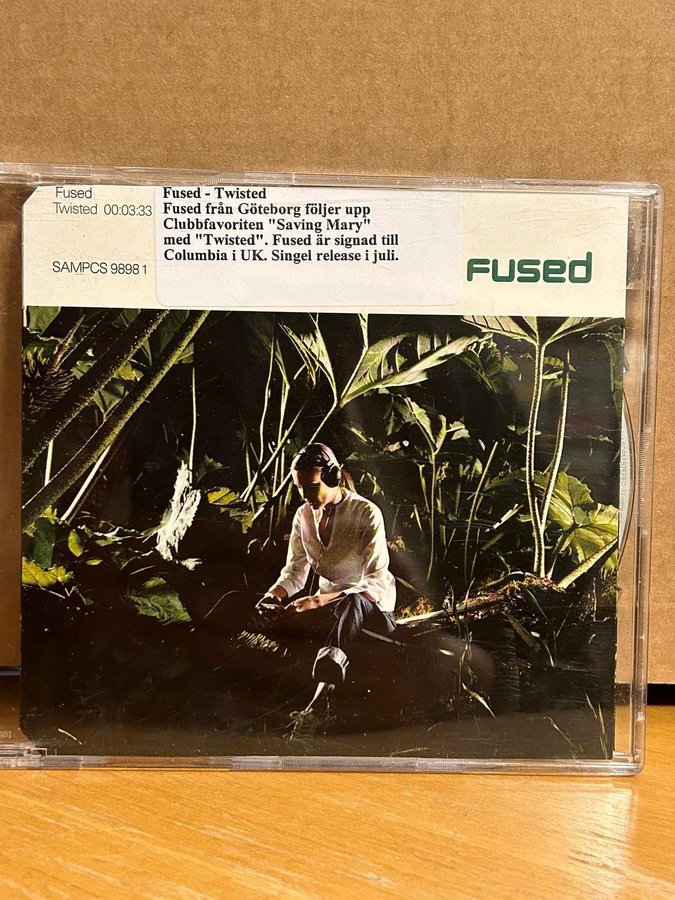 Fused
Twisted 00:03:33
SAMPCS 9898 1
Fused - Twisted
Fused från Göteborg följer upp
Clubbfavoriten "Saving Mary"
med "Twisted". Fused är signad till
Columbia i UK. Singel release i juli.
Fused